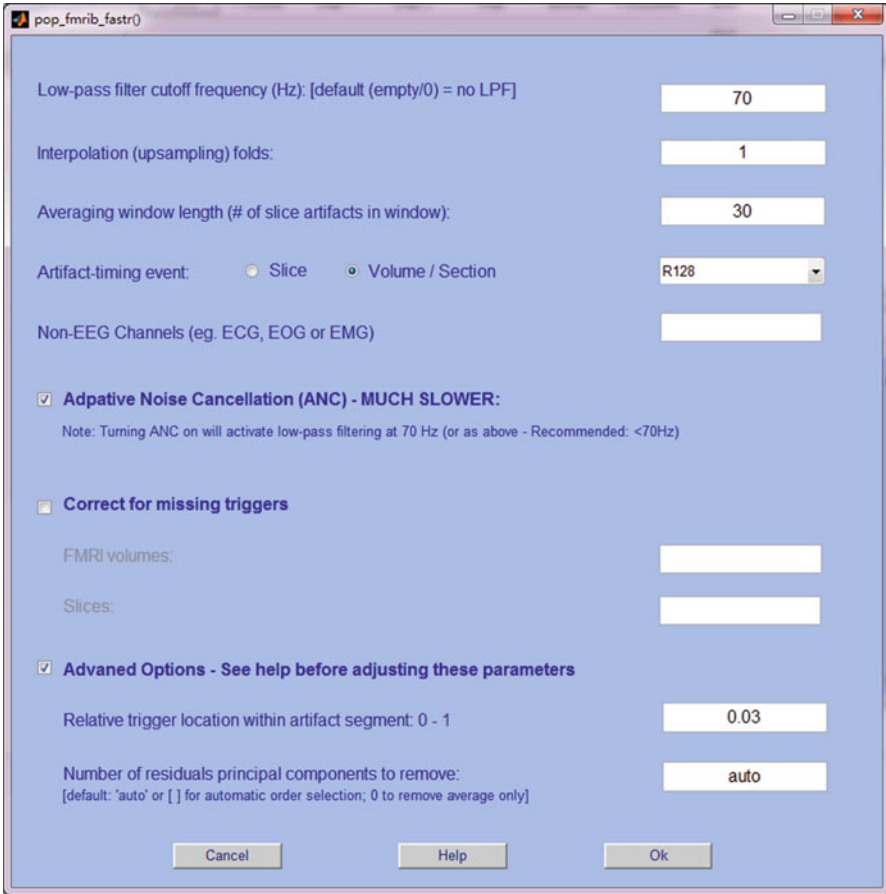 pop_fmrib_fastr()
Low-pass filter cutoff frequency (Hz): [default (empty/0) = no LPF]
70
Interpolation (upsampling) folds:
1
Averaging window length (# of slice artifacts in window):
30
Artifact-timing event: Slice Volume / Section R128
Non-EEG Channels (eg. ECG, EOG or EMG)
Adpative Noise Cancellation (ANC) - MUCH SLOWER:
Note: Turning ANC on will activate low-pass filtering at 70 Hz (or as above - Recommended: <70Hz)
Correct for missing triggers
FMRI volumes:
Slices:
Advaned Options - See help before adjusting these parameters
Relative trigger location within artifact segment: 0 - 1
0.03
Number of residuals principal components to remove:
auto
[default: 'auto' or [ ] for automatic order selection; 0 to remove average only]
Cancel Help Ok